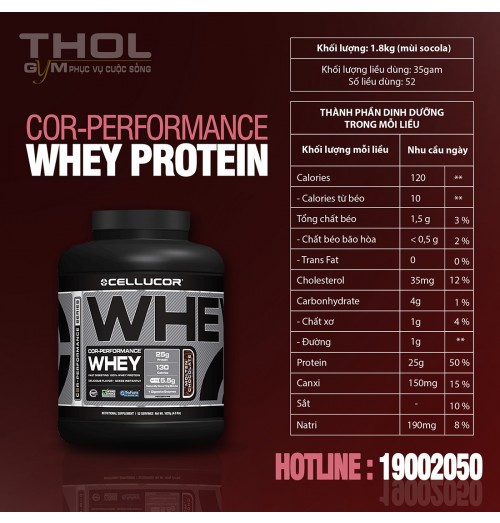 THOL
GYM PHỤC VỤ CUỘC SỐNG
COR-PERFORMANCE
WHEY PROTEIN
Khối lượng: 1.8kg (mùi socola)
Khối lượng liều dùng: 35gam
Số liều dùng: 52
THÀNH PHẦN DINH DƯỠNG
TRONG MỖI LIỀU
Khối lượng mỗi liều Nhu cầu ngày
Calories 120 **
- Calories từ béo 10 **
Tổng chất béo 1,5 g 3 %
- Chất béo bão hòa < 0,5 g 2 %
- Trans Fat 0 0 %
Cholesterol 35mg 12 %
Carbonhydrate 4g 1 %
- Chất xơ 1g 4 %
- Đường 1g **
Protein 25g 50 %
Canxi 150mg 15 %
Sắt - 10 %
Natri 190mg 8 %
CELLUCOR
WHEY
COR-PERFORMANCE SERIES
COR-PERFORMANCE
WHEY
25g
130
5.5g
MOLTEN
CHOCOLATE
HOTLINE : 19002050